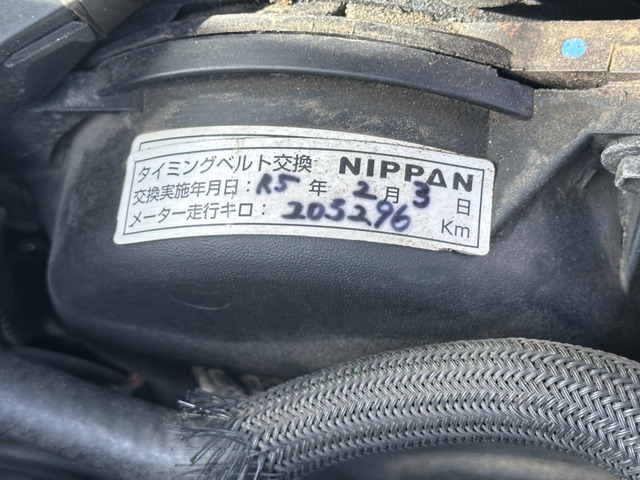 タイミングベルト交換 NIPPAN
交換実施年月日：R5 年 2 月 3 日
メーター走行キロ： 205296 Km